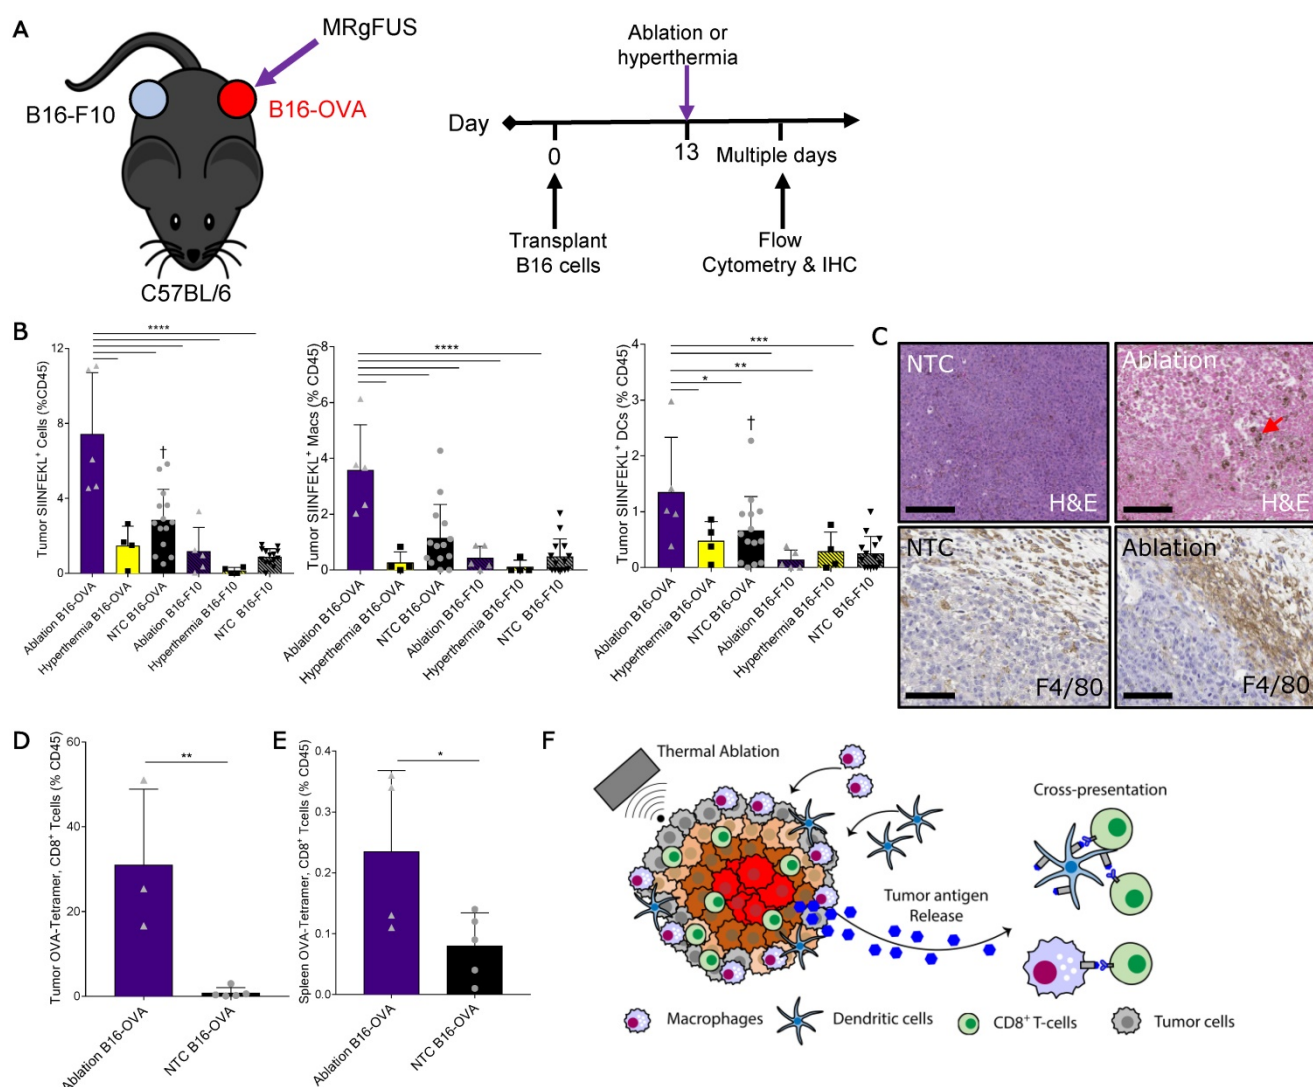 A
MRgFUS
B16-F10
B16-OVA
C57BL/6
Ablation or
hyperthermia
Day
0
13
Multiple days
Transplant
B16 cells
Flow
Cytometry & IHC
B
Tumor SIINFEKL+ Cells (%CD45)
12
8
4
0
****
†
Ablation B16-OVA
Hyperthermia B16-OVA
NTC B16-OVA
Ablation B16-F10
Hyperthermia B16-F10
NTC B16-F10
Tumor SIINFEKL+ Macs (% CD45)
8
6
4
2
0
****
Ablation B16-OVA
Hyperthermia B16-OVA
NTC B16-OVA
Ablation B16-F10
Hyperthermia B16-F10
NTC B16-F10
Tumor SIINFEKL+ DCs (% CD45)
4
3
2
1
0
***
**
*
†
Ablation B16-OVA
Hyperthermia B16-OVA
NTC B16-OVA
Ablation B16-F10
Hyperthermia B16-F10
NTC B16-F10
C
NTC
H&E
Ablation
H&E
NTC
F4/80
Ablation
F4/80
D
Tumor OVA-Tetramer, CD8+ Tcells (% CD45)
60
40
20
0
**
Ablation B16-OVA
NTC B16-OVA
E
Spleen OVA-Tetramer, CD8+ Tcells (% CD45)
0.4
0.3
0.2
0.1
0.0
*
Ablation B16-OVA
NTC B16-OVA
F
Thermal Ablation
Cross-presentation
Tumor antigen
Release
Macrophages
Dendritic cells
CD8+ T-cells
Tumor cells